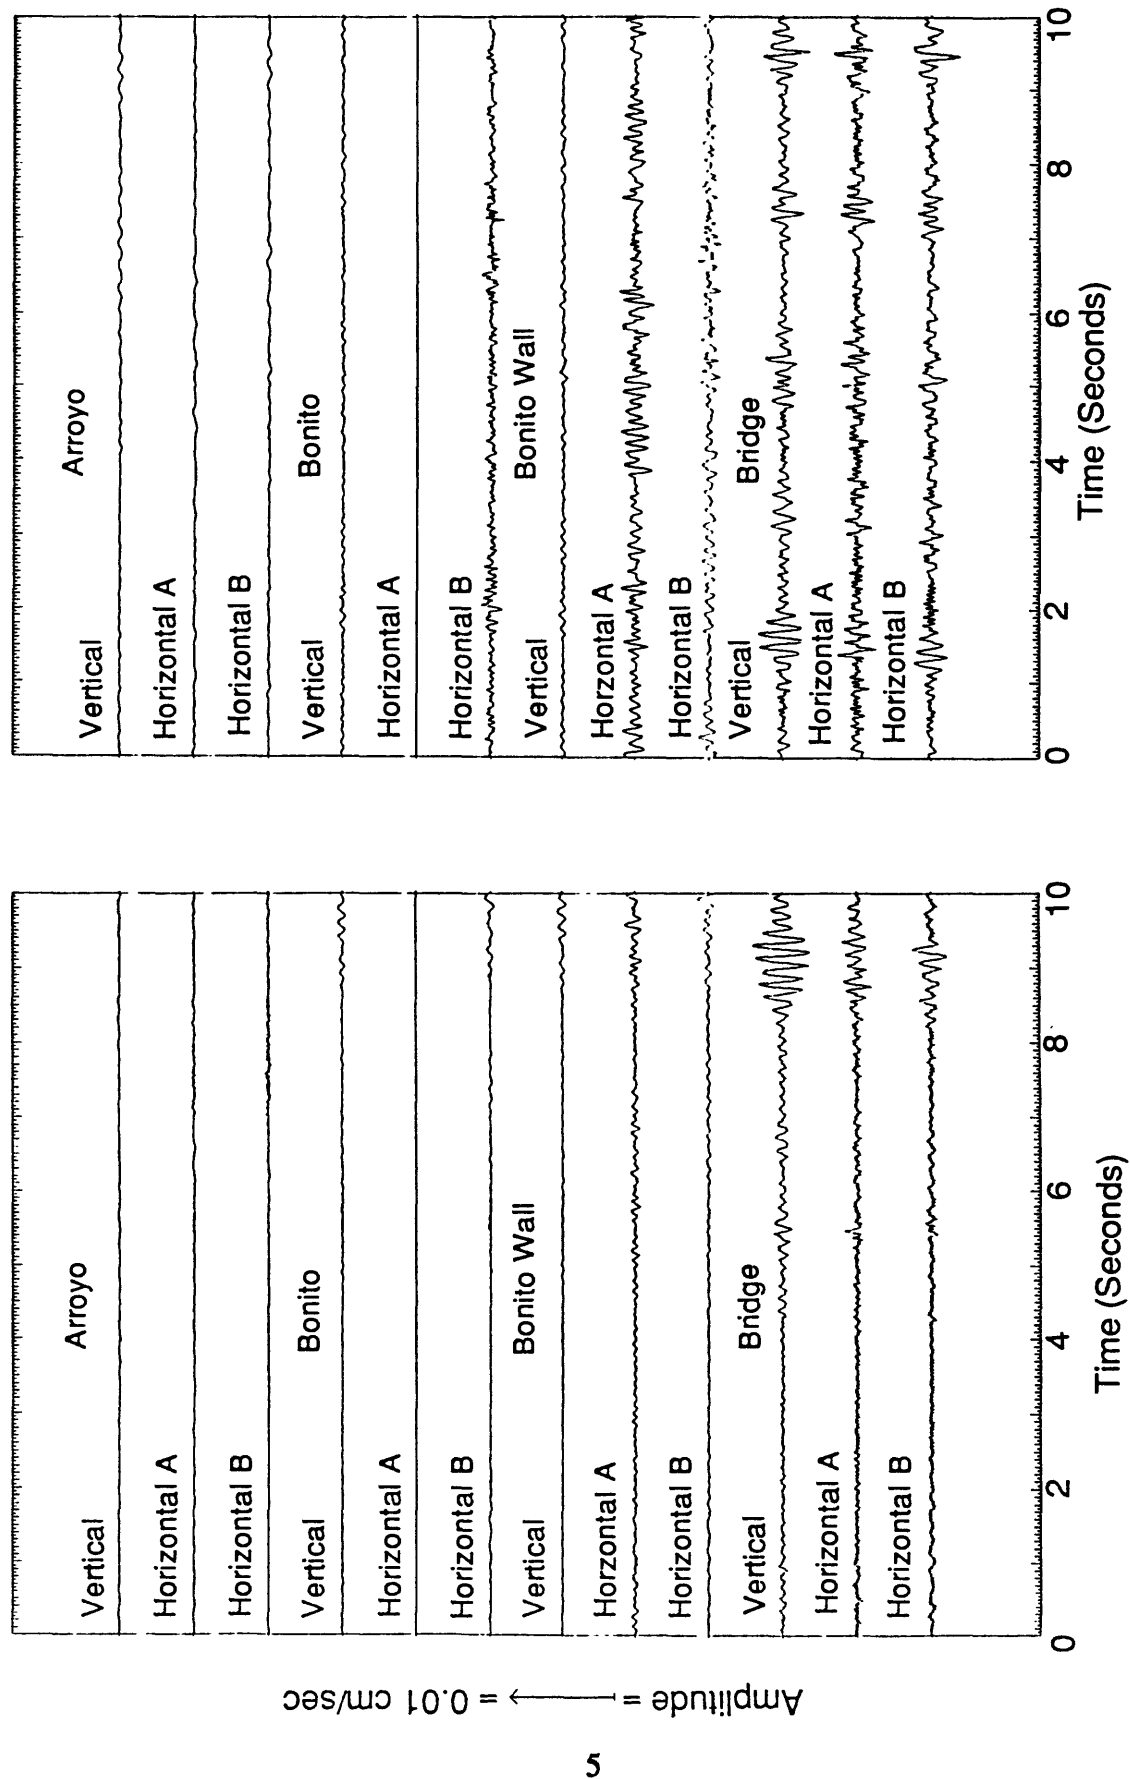 Arroyo
Vertical
Horizontal A
Horizontal B
Bonito
Vertical
Horizontal A
Horizontal B
Bonito Wall
Vertical
Horzontal A
Horizontal B
Bridge
Vertical
Horizontal A
Horizontal B
0 2 4 6 8 10
Time (Seconds)
Arroyo
Vertical
Horizontal A
Horizontal B
Bonito
Vertical
Horizontal A
Horizontal B
Bonito Wall
Vertical
Horzontal A
Horizontal B
Bridge
Vertical
Horizontal A
Horizontal B
0 2 4 6 8 10
Time (Seconds)
Amplitude = ⟼ = 0.01 cm/sec
5